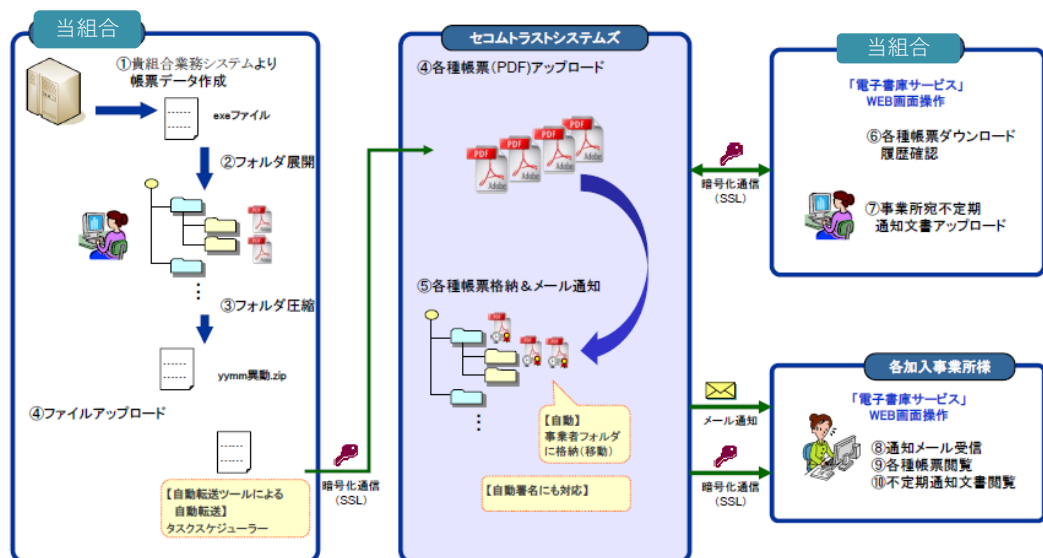 当組合
①貴組合業務システムより
帳票データ作成
exeファイル
②フォルダ展開
③フォルダ圧縮
yymm異動.zip
④ファイルアップロード
【自動転送ツールによる
自動転送】
タスクスケジューラー
暗号化通信
(SSL)
セコムトラストシステムズ
④各種帳票(PDF)アップロード
PDF
Adobe
PDF
Adobe
PDF
Adobe
PDF
Adobe
⑤各種帳票格納＆メール通知
【自動】
事業者フォルダ
に格納(移動)
【自動署名にも対応】
暗号化通信
(SSL)
メール通知
暗号化通信
(SSL)
当組合
「電子書庫サービス」
WEB画面操作
⑥各種帳票ダウンロード
履歴確認
⑦事業所宛不定期
通知文書アップロード
各加入事業所様
「電子書庫サービス」
WEB画面操作
⑧通知メール受信
⑨各種帳票閲覧
⑩不定期通知文書閲覧